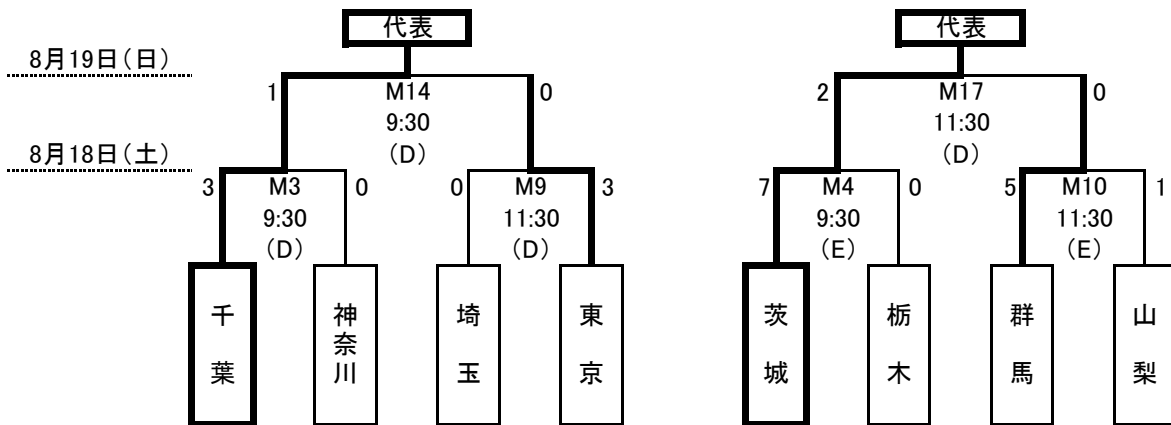 代表 代表
8月19日(日)
1 M14 0 2 M17 0
9:30 11:30
(D) (D)
8月18日(土)
3 M3 0 0 M9 3 7 M4 0 5 M10 1
9:30 11:30 9:30 11:30
(D) (D) (E) (E)
千葉 神奈川 埼玉 東京 茨城 栃木 群馬 山梨